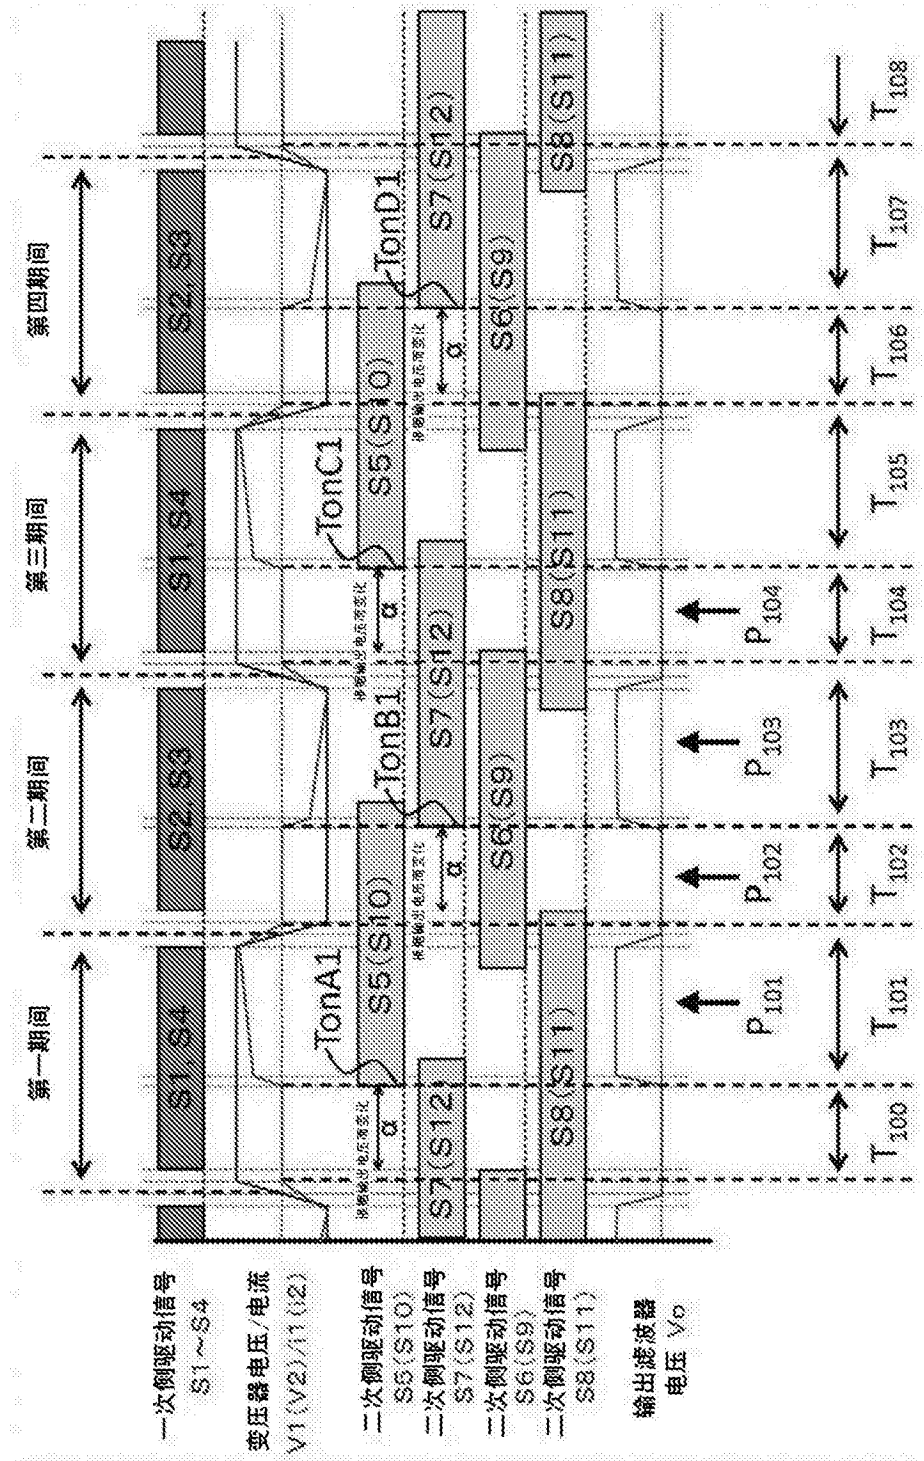 第一期间
第二期间
第三期间
第四期间
一次侧驱动信号
S1～S4
S1, S4
S2, S3
S1, S4
S2, S3
变压器电压/电流
V1(V2)/i1(i2)
TonA1
TonB1
TonC1
TonD1
二次侧驱动信号
S5(S10)
α
S5(S10)
α
S5(S10)
二次侧驱动信号
S7(S12)
S7(S12
α
S7(S12)
α
S7(S12)
二次侧驱动信号
S6(S9)
S6(S9)
S6(S9)
二次侧驱动信号
S8(S11)
S8(S11)
S8(S11)
S8(S11)
输出滤波器
电压 Vo
P101
P102
P103
P104
T100
T101
T102
T103
T104
T105
T106
T107
T108